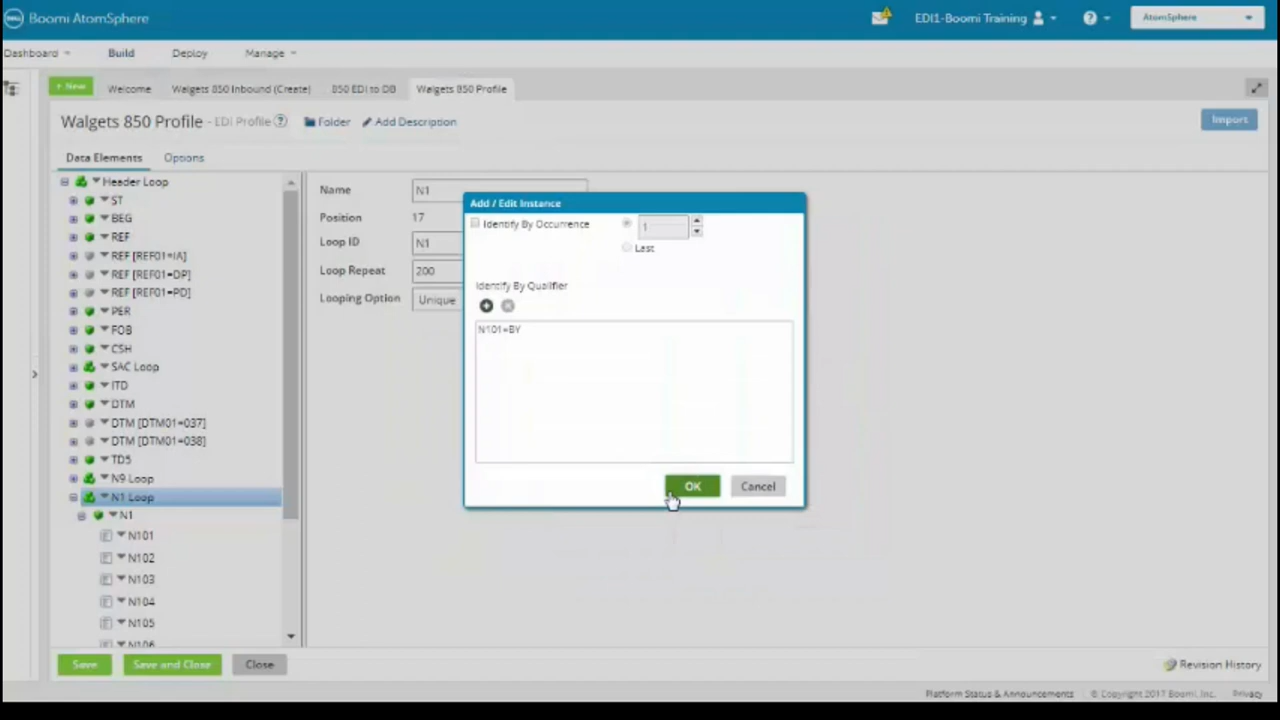 DELL Boomi AtomSphere
EDI1-Boomi Training
AtomSphere
Dashboard
Build
Deploy
Manage
+ New
Welcome
Walgets 850 Inbound (Create)
850 EDI to DB
Walgets 850 Profile
Walgets 850 Profile - EDI Profile
Folder
Add Description
Import
Data Elements
Options
Header Loop
ST
BEG
REF
REF [REF01=IA]
REF [REF01=DP]
REF [REF01=PD]
PER
FOB
CSH
SAC Loop
ITD
DTM
DTM [DTM01=037]
DTM [DTM01=038]
TD5
N9 Loop
N1 Loop
N1
N101
N102
N103
N104
N105
N106
Name
N1
Position
17
Loop ID
N1
Loop Repeat
200
Looping Option
Unique
Add / Edit Instance
Identify By Occurrence
1
Last
Identify By Qualifier
N101=BY
OK
Cancel
Save
Save and Close
Close
Revision History
Platform Status & Announcements
© Copyright 2017 Boomi, Inc.
Privacy